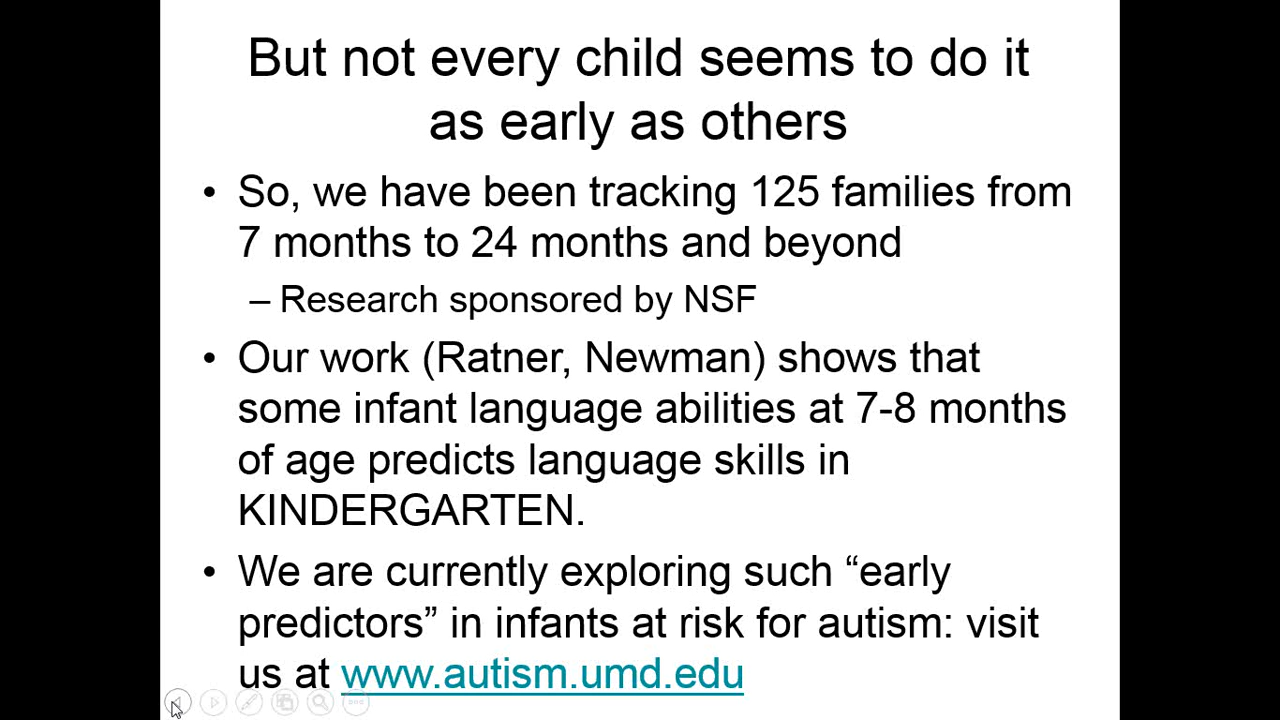 But not every child seems to do it
as early as others
• So, we have been tracking 125 families from
7 months to 24 months and beyond
– Research sponsored by NSF
• Our work (Ratner, Newman) shows that
some infant language abilities at 7-8 months
of age predicts language skills in
KINDERGARTEN.
• We are currently exploring such “early
predictors” in infants at risk for autism: visit
us at www.autism.umd.edu